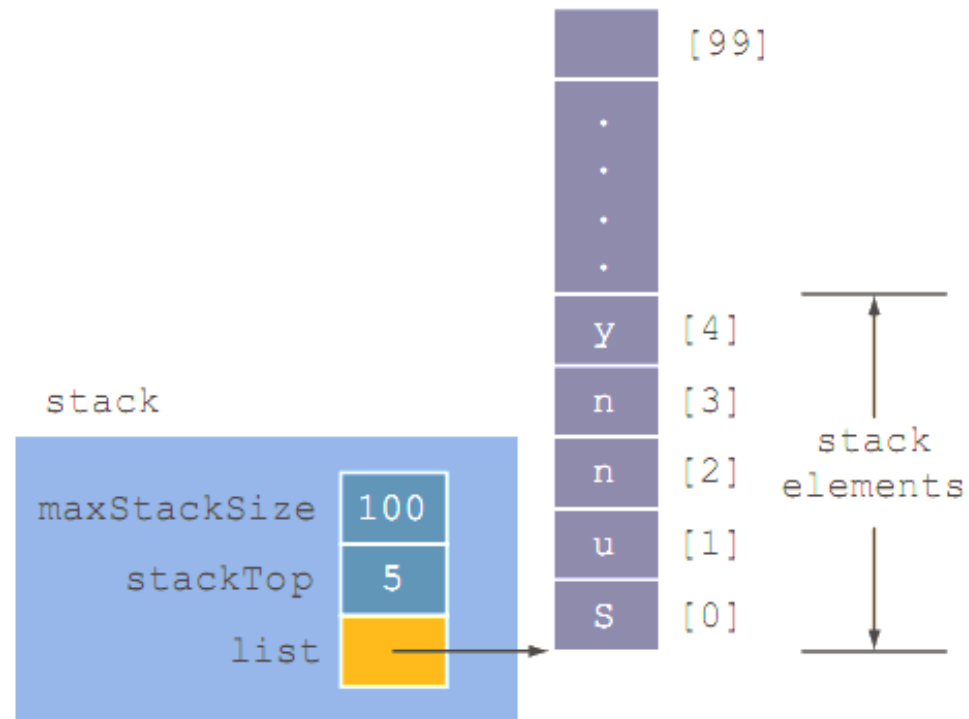 [99]
.
.
.
.
y [4]
n [3]
n [2]
u [1]
S [0]
stack
elements
stack
maxStackSize 100
stackTop 5
list